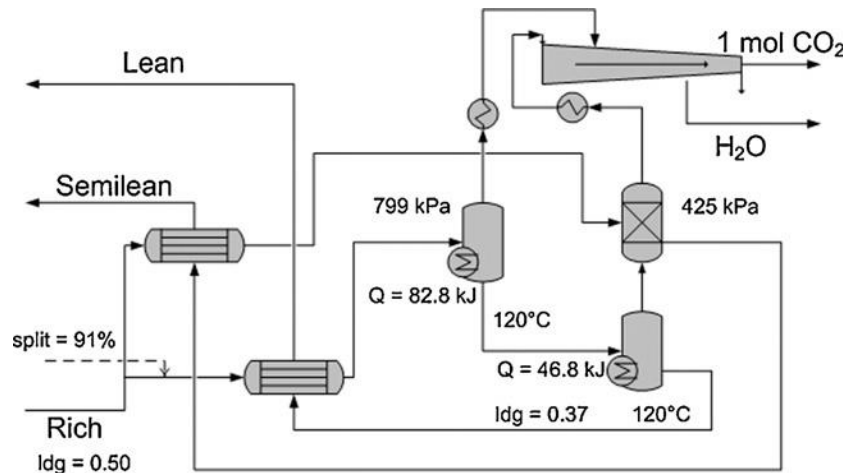 1 mol CO₂
Lean
H₂O
Semilean
799 kPa
425 kPa
Q = 82.8 kJ
120°C
split = 91%
Q = 46.8 kJ
ldg = 0.37
120°C
Rich
ldg = 0.50